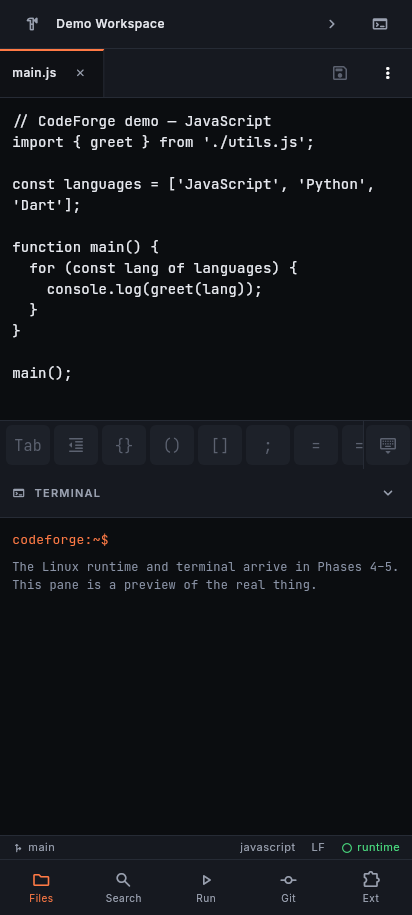 Demo Workspace
main.js
// CodeForge demo — JavaScript
import { greet } from './utils.js';
const languages = ['JavaScript', 'Python',
'Dart'];
function main() {
  for (const lang of languages) {
    console.log(greet(lang));
  }
}
main();
Tab {} () [] ; = =
TERMINAL
codeforge:~$
The Linux runtime and terminal arrive in Phases 4–5.
This pane is a preview of the real thing.
main javascript LF runtime
Files Search Run Git Ext